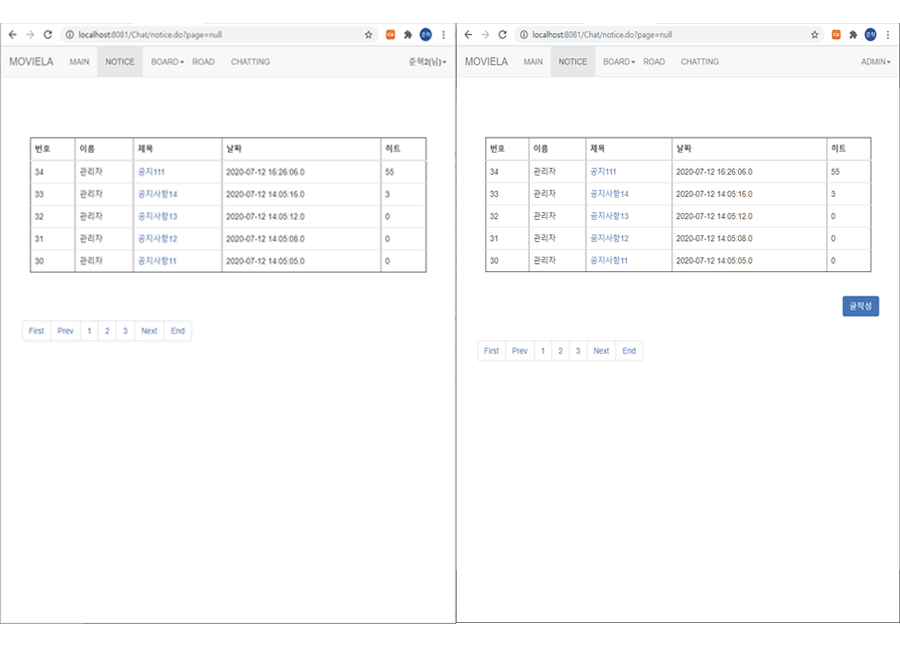 localhost:8081/Chat/notice.do?page=null
MOVIELA MAIN NOTICE BOARD ROAD CHATTING 준혁2(님)
번호 이름 제목 날짜 히트
34 관리자 공지111 2020-07-12 16:26:06.0 55
33 관리자 공지사항14 2020-07-12 14:05:16.0 3
32 관리자 공지사항13 2020-07-12 14:05:12.0 0
31 관리자 공지사항12 2020-07-12 14:05:08.0 0
30 관리자 공지사항11 2020-07-12 14:05:05.0 0
First Prev 1 2 3 Next End
localhost:8081/Chat/notice.do?page=null
MOVIELA MAIN NOTICE BOARD ROAD CHATTING ADMIN
번호 이름 제목 날짜 히트
34 관리자 공지111 2020-07-12 16:26:06.0 55
33 관리자 공지사항14 2020-07-12 14:05:16.0 3
32 관리자 공지사항13 2020-07-12 14:05:12.0 0
31 관리자 공지사항12 2020-07-12 14:05:08.0 0
30 관리자 공지사항11 2020-07-12 14:05:05.0 0
글작성
First Prev 1 2 3 Next End